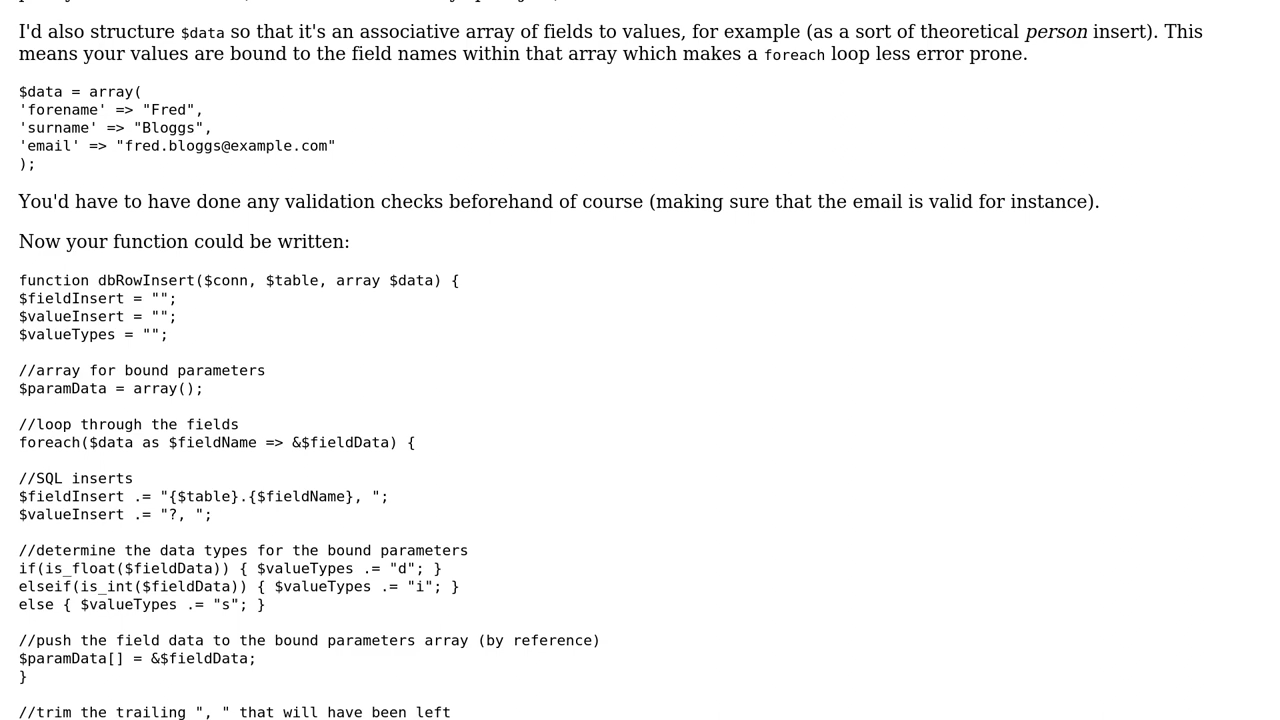 I'd also structure $data so that it's an associative array of fields to values, for example (as a sort of theoretical person insert). This
means your values are bound to the field names within that array which makes a foreach loop less error prone.
$data = array(
'forename' => "Fred",
'surname' => "Bloggs",
'email' => "fred.bloggs@example.com"
);
You'd have to have done any validation checks beforehand of course (making sure that the email is valid for instance).
Now your function could be written:
function dbRowInsert($conn, $table, array $data) {
$fieldInsert = "";
$valueInsert = "";
$valueTypes = "";
//array for bound parameters
$paramData = array();
//loop through the fields
foreach($data as $fieldName => &$fieldData) {
//SQL inserts
$fieldInsert .= "{$table}.{$fieldName}, ";
$valueInsert .= "?, ";
//determine the data types for the bound parameters
if(is_float($fieldData)) { $valueTypes .= "d"; }
elseif(is_int($fieldData)) { $valueTypes .= "i"; }
else { $valueTypes .= "s"; }
//push the field data to the bound parameters array (by reference)
$paramData[] = &$fieldData;
}
//trim the trailing ", " that will have been left